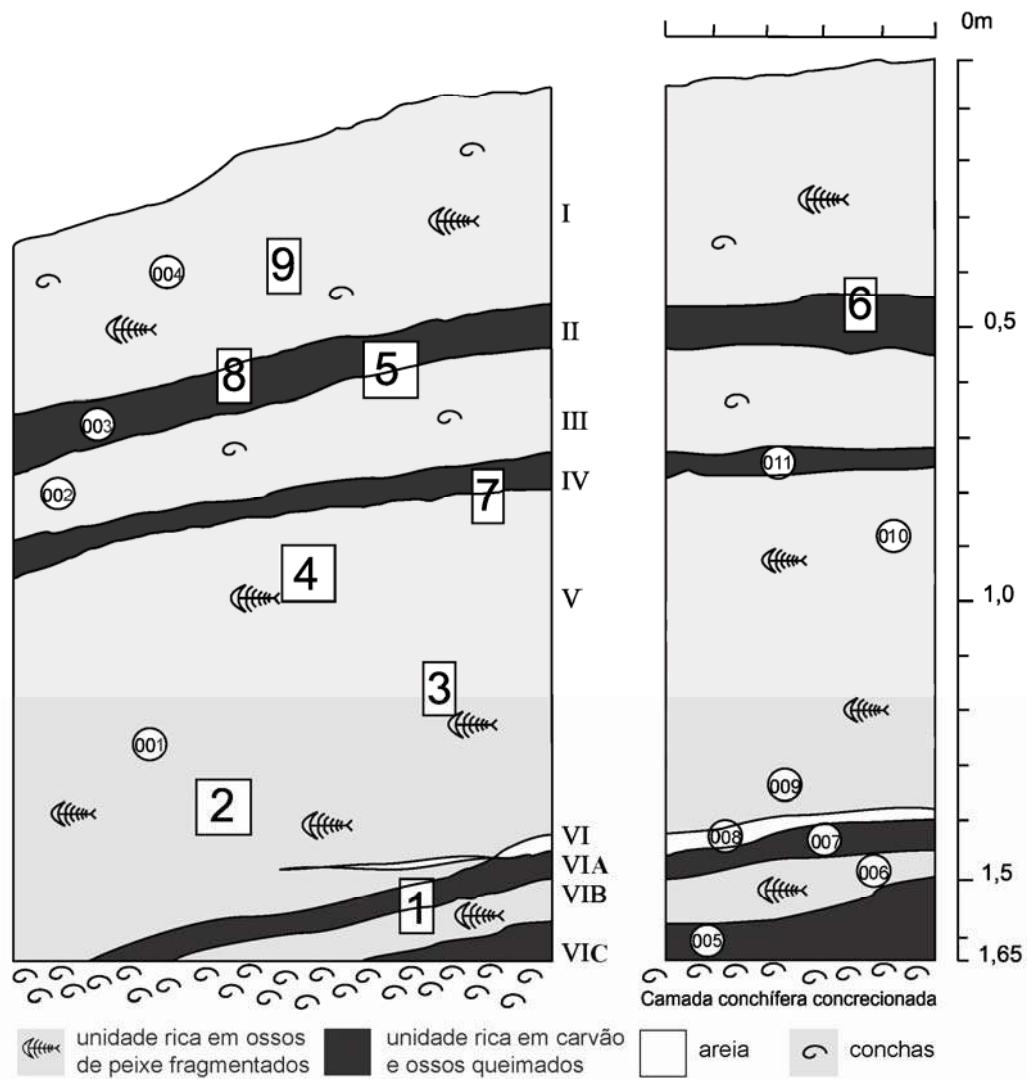 0m
I
004
9
II
6
0,5
8
5
003
III
011
IV
002
7
010
4
V
1,0
3
001
009
2
VI
008
007
VIA
006
1,5
VIB
1
005
VIC
1,65
Camada conchífera concrecionada
unidade rica em ossos
de peixe fragmentados
unidade rica em carvão
e ossos queimados
areia
conchas